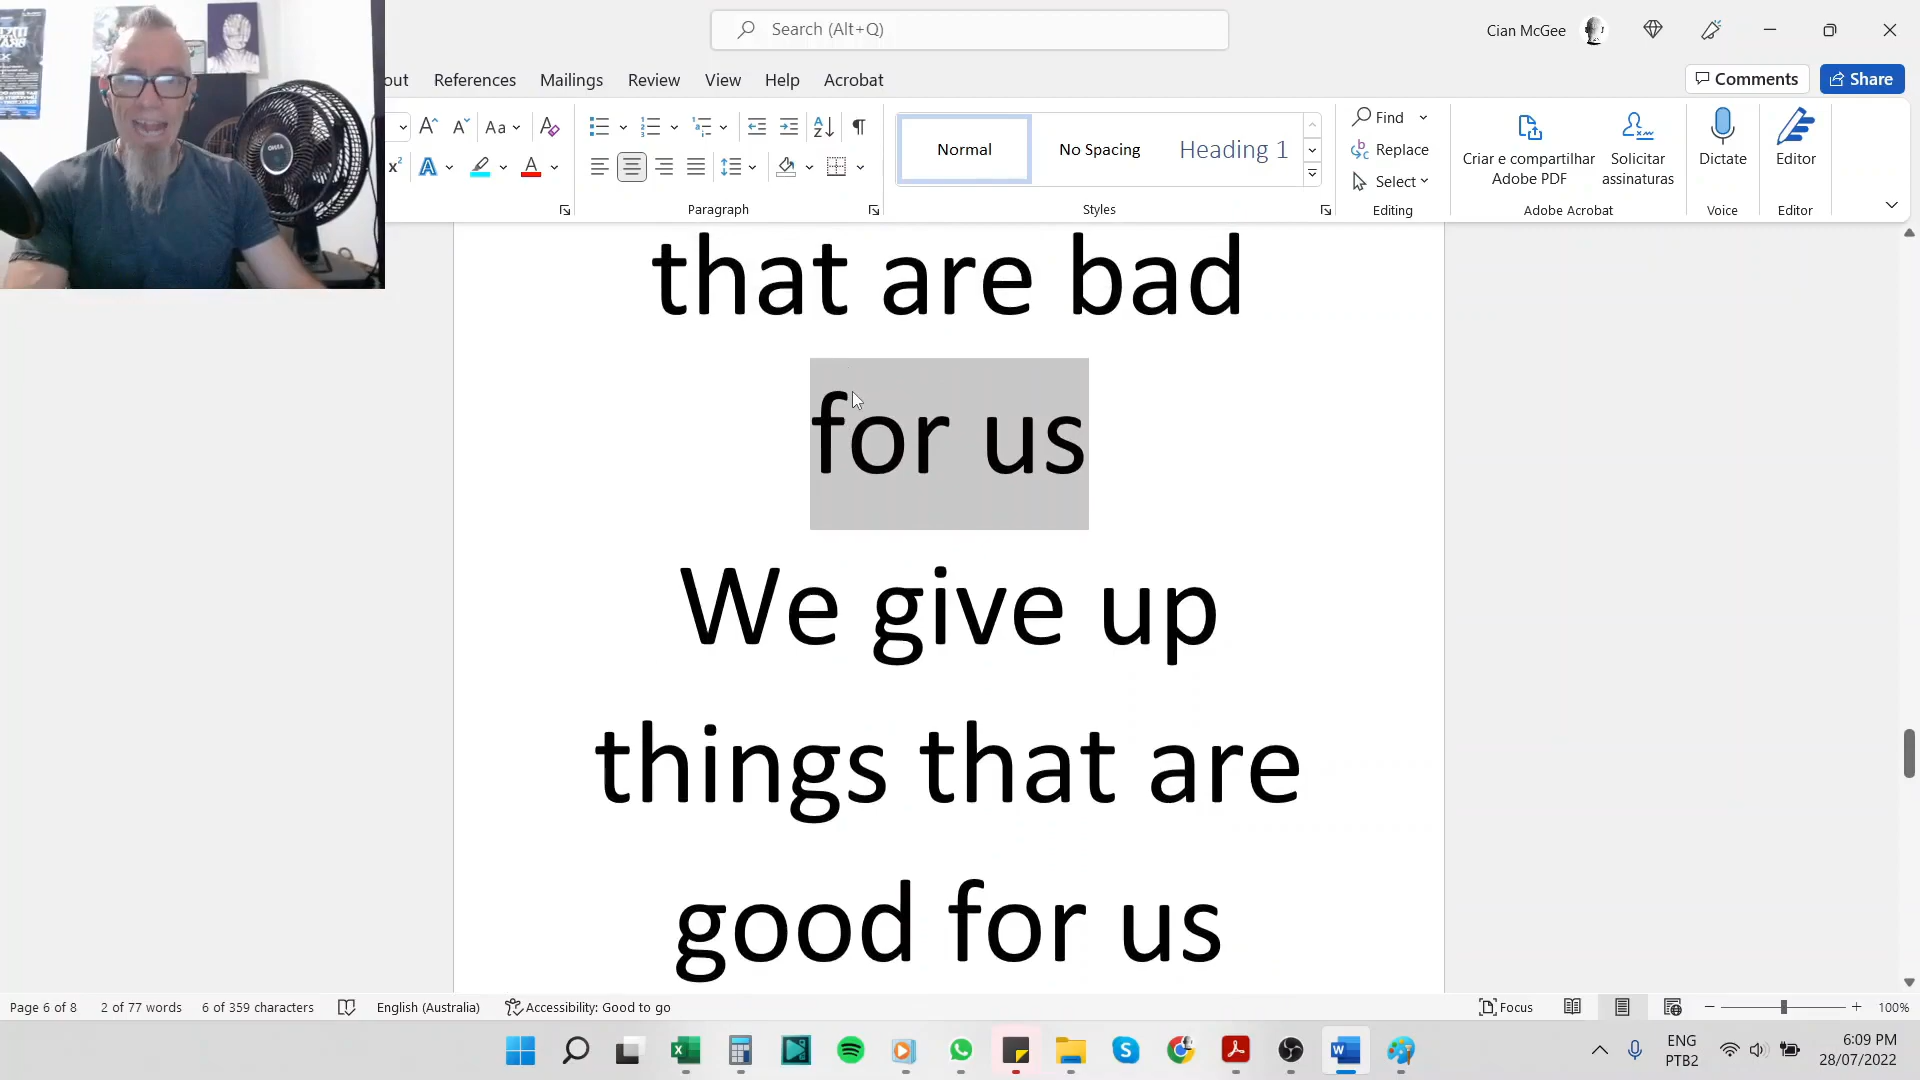 Search (Alt+Q)
Cian McGee
out References Mailings Review View Help Acrobat
Comments Share
Aa
Normal No Spacing Heading 1
Find
Replace
Select
Criar e compartilhar
Adobe PDF
Solicitar
assinaturas
Dictate
Editor
Paragraph Styles Editing Adobe Acrobat Voice Editor
that are bad
for us
We give up
things that are
good for us
Page 6 of 8 2 of 77 words 6 of 359 characters English (Australia) Accessibility: Good to go Focus 100%
ENG
PTB2
6:09 PM
28/07/2022